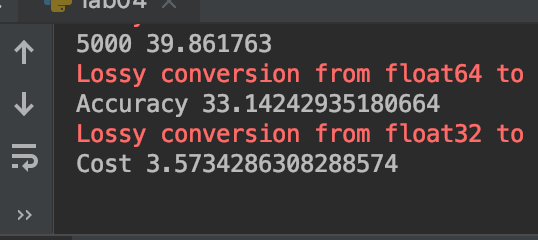 lab04
5000 39.861763
Lossy conversion from float64 to
Accuracy 33.14242935180664
Lossy conversion from float32 to
Cost 3.5734286308288574